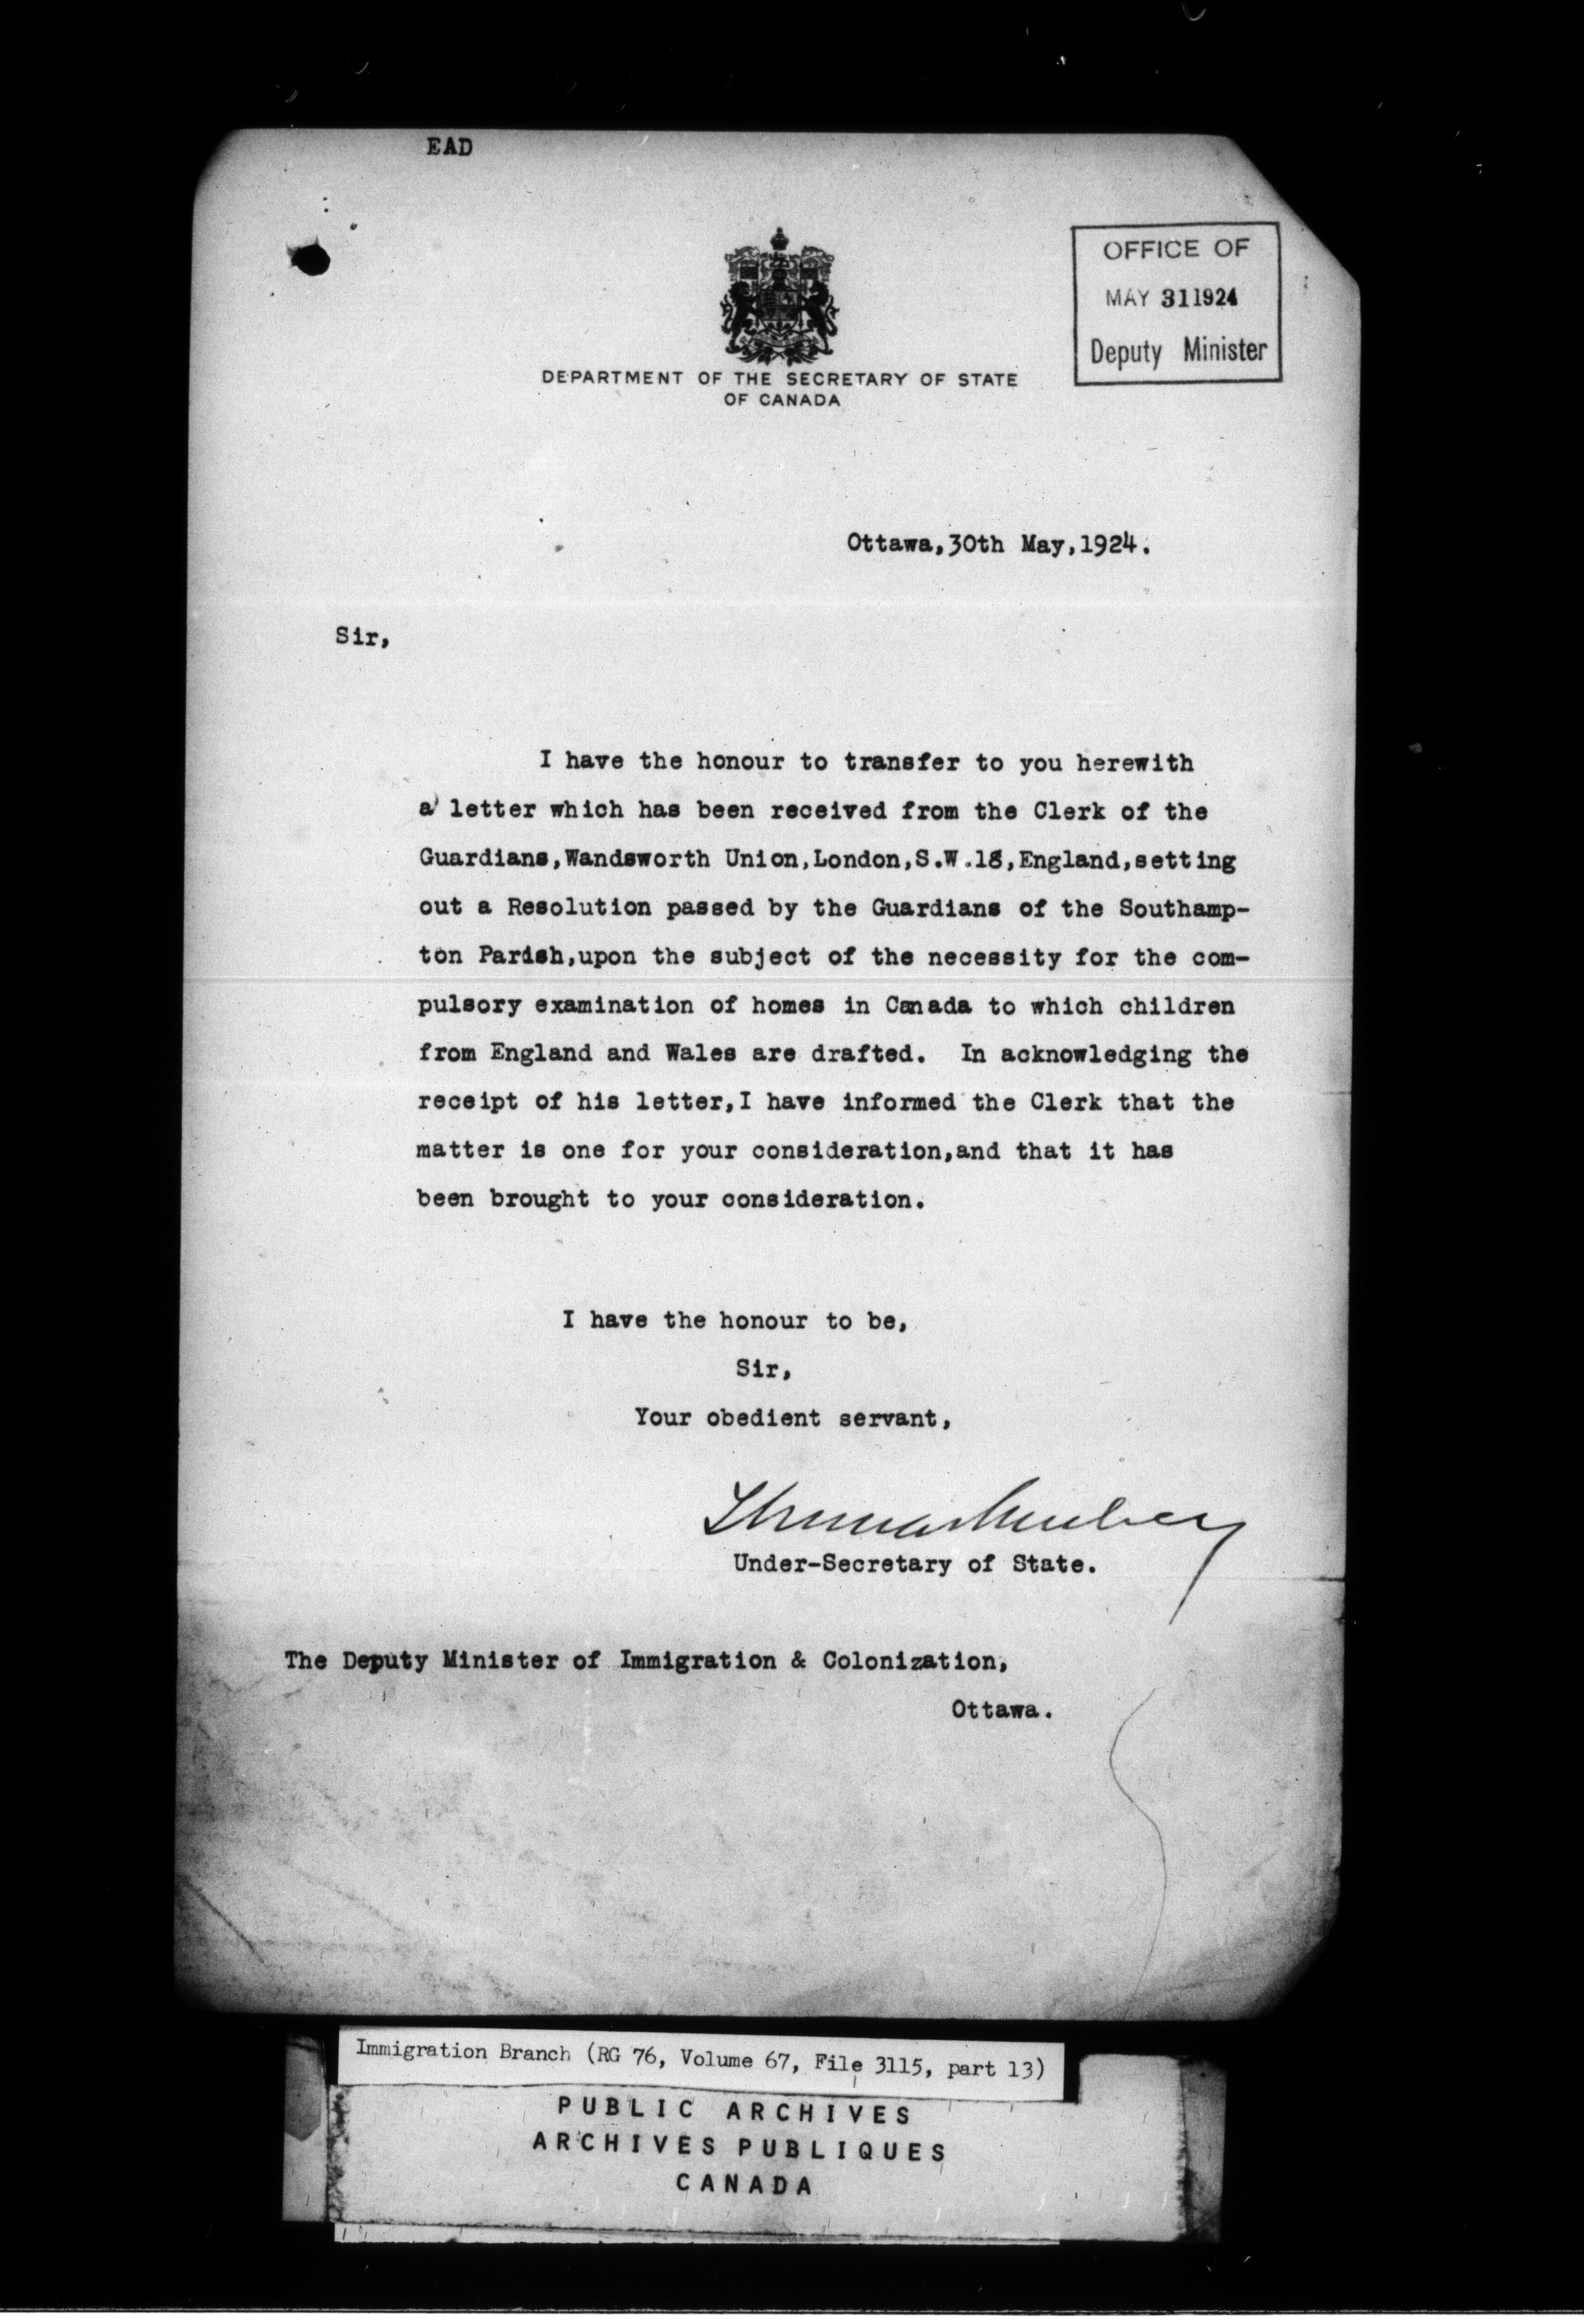 EAD
OFFICE OF
MAY 31 1924
Deputy Minister
DEPARTMENT OF THE SECRETARY OF STATE
OF CANADA
Ottawa,30th May,1924.
Sir,
I have the honour to transfer to you herewith
a letter which has been received from the Clerk of the
Guardians,Wandsworth Union,London,S.W.18,England,setting
out a Resolution passed by the Guardians of the Southamp-
ton Parish,upon the subject of the necessity for the com-
pulsory examination of homes in Canada to which children
from England and Wales are drafted. In acknowledging the
receipt of his letter,I have informed the Clerk that the
matter is one for your consideration,and that it has
been brought to your consideration.
I have the honour to be,
Sir,
Your obedient servant,
Thomas Mulvey
Under-Secretary of State.
The Deputy Minister of Immigration & Colonization,
Ottawa.
Immigration Branch (RG 76, Volume 67, File 3115, part 13)
PUBLIC ARCHIVES
ARCHIVES PUBLIQUES
CANADA